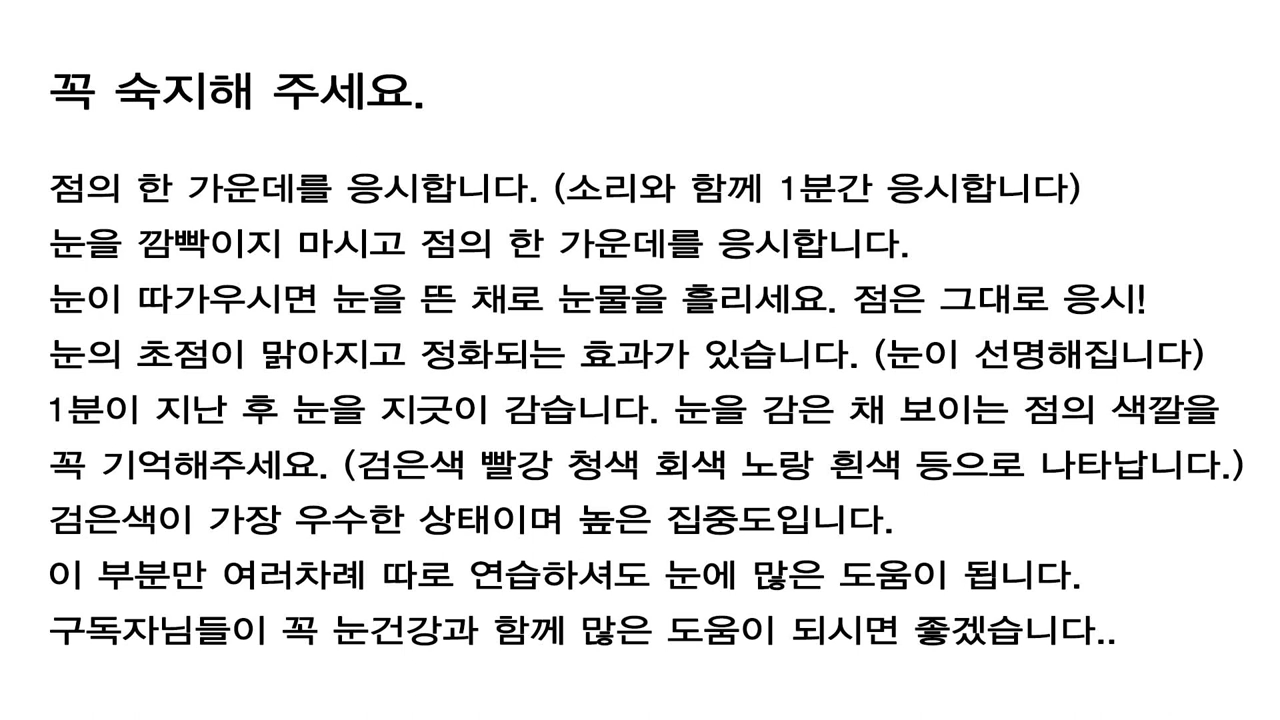 꼭 숙지해 주세요.
점의 한 가운데를 응시합니다. (소리와 함께 1분간 응시합니다)
눈을 깜빡이지 마시고 점의 한 가운데를 응시합니다.
눈이 따가우시면 눈을 뜬 채로 눈물을 흘리세요. 점은 그대로 응시!
눈의 초점이 맑아지고 정화되는 효과가 있습니다. (눈이 선명해집니다)
1분이 지난 후 눈을 지긋이 감습니다. 눈을 감은 채 보이는 점의 색깔을
꼭 기억해주세요. (검은색 빨강 청색 회색 노랑 흰색 등으로 나타납니다.)
검은색이 가장 우수한 상태이며 높은 집중도입니다.
이 부분만 여러차례 따로 연습하셔도 눈에 많은 도움이 됩니다.
구독자님들이 꼭 눈건강과 함께 많은 도움이 되시면 좋겠습니다..